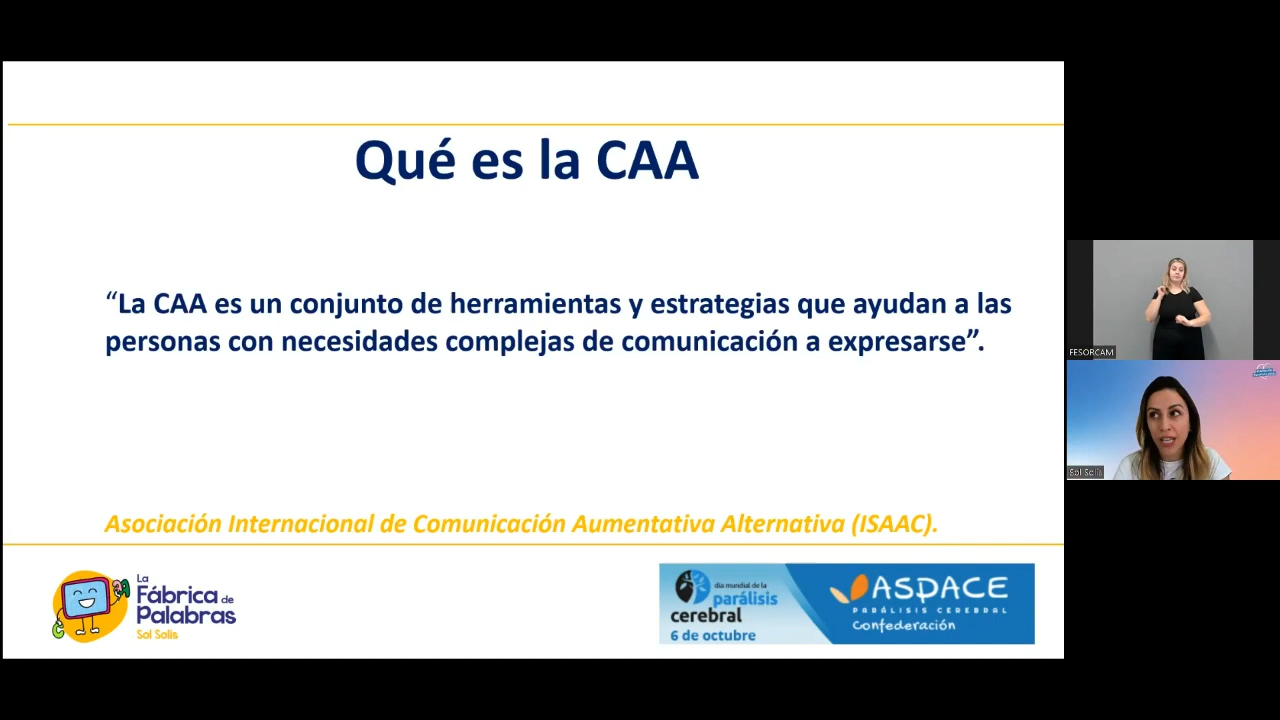 Qué es la CAA
“La CAA es un conjunto de herramientas y estrategias que ayudan a las
personas con necesidades complejas de comunicación a expresarse”.
Asociación Internacional de Comunicación Aumentativa Alternativa (ISAAC).
La
Fábrica de
Palabras
Sol Solís
día mundial de la
parálisis
cerebral
6 de octubre
ASPACE
PARÁLISIS CEREBRAL
Confederación
FESORCAM
Sol Solís